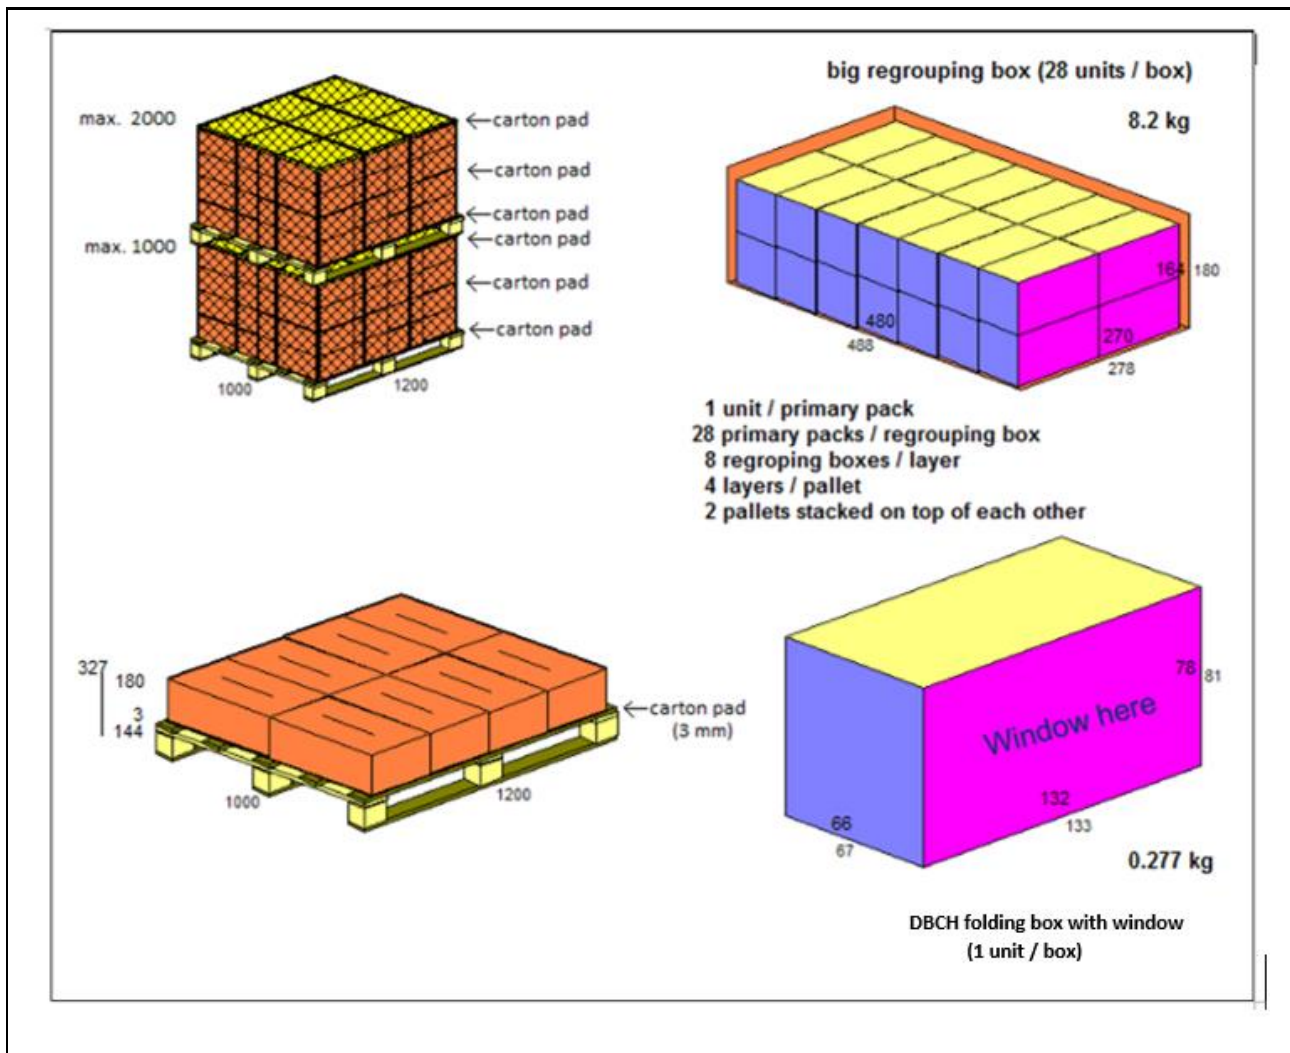 max. 2000
←carton pad
←carton pad
←carton pad
max. 1000
←carton pad
←carton pad
←carton pad
1000
1200
big regrouping box (28 units / box)
8.2 kg
164
180
480
488
270
278
1 unit / primary pack
28 primary packs / regrouping box
8 regroping boxes / layer
4 layers / pallet
2 pallets stacked on top of each other
327
180
3
144
←carton pad
(3 mm)
1000
1200
78
81
Window here
132
133
66
67
0.277 kg
DBCH folding box with window
(1 unit / box)